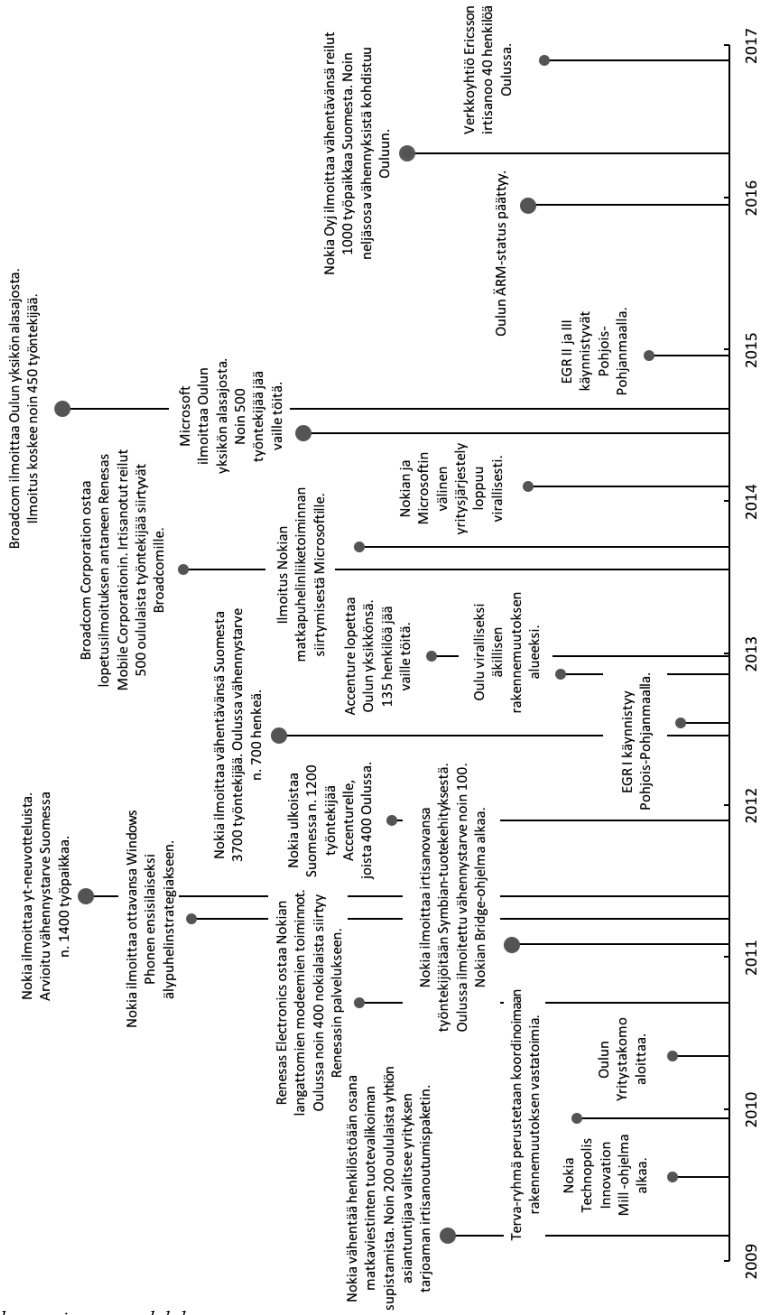 Nokia vähentää henkilöstöään osana
matkaviestinten tuotevalikoiman
supistamista. Noin 200 oululaista yhtiön
asiantuntijaa valitsee yrityksen
tarjoaman irtisanoutumispaketin.
Nokia
Technopolis
Innovation
Mill -ohjelma
alkaa.
Terva-ryhmä perustetaan koordinoimaan
rakennemuutoksen vastatoimia.
Oulun
Yritystakomo
aloittaa.
Renesas Electronics ostaa Nokian
langattomien modeemien toiminnot.
Oulussa noin 400 nokialaista siirtyy
Renesasin palvelukseen.
Nokia ilmoittaa irtisanovansa
työntekijöitään Symbian-tuotekehityksestä.
Oulussa ilmoitettu vähennystarve noin 100.
Nokian Bridge-ohjelma alkaa.
Nokia ilmoittaa ottavansa Windows
Phonen ensisilaiseksi
älypuhelinstrategiakseen.
Nokia ilmoittaa yt-neuvotteluista.
Arvioitu vähennystarve Suomessa
n. 1400 työpaikkaa.
Nokia ulkoistaa
Suomessa n. 1200
työntekijää
Accenturelle,
joista 400 Oulussa.
Nokia ilmoittaa vähentävänsä Suomesta
3700 työntekijää. Oulussa vähennystarve
n. 700 henkeä.
EGR I käynnistyy
Pohjois-Pohjanmaalla.
Oulu viralliseksi
äkillisen
rakennemuutoksen
alueeksi.
Accenture lopettaa
Oulun yksikkönsä.
135 henkilöä jää
vaille töitä.
Broadcom Corporation ostaa
lopetusilmoituksen antaneen Renesas
Mobile Corporationin. Irtisanotut reilut
500 oululaista työntekijää siirtyvät
Broadcomille.
Ilmoitus Nokian
matkapuhelinliiketoiminnan
siirtymisestä Microsoftille.
Nokian ja
Microsoftin
välinen
yritysjärjestely
loppuu
virallisesti.
Microsoft
ilmoittaa Oulun
yksikön alasajosta.
Noin 500
työntekijää jää
vaille töitä.
Broadcom ilmoittaa Oulun yksikön alasajosta.
Ilmoitus koskee noin 450 työntekijää.
EGR II ja III
käynnistyvät
Pohjois-
Pohjanmaalla.
Oulun ÄRM-status päättyy.
Nokia Oyj ilmoittaa vähentävänsä reilut
1000 työpaikkaa Suomesta. Noin
neljäsosa vähennyksistä kohdistuu
Ouluun.
Verkkoyhtiö Ericsson
irtisanoo 40 henkilöä
Oulussa.
2009 2010 2011 2012 2013 2014 2015 2016 2017